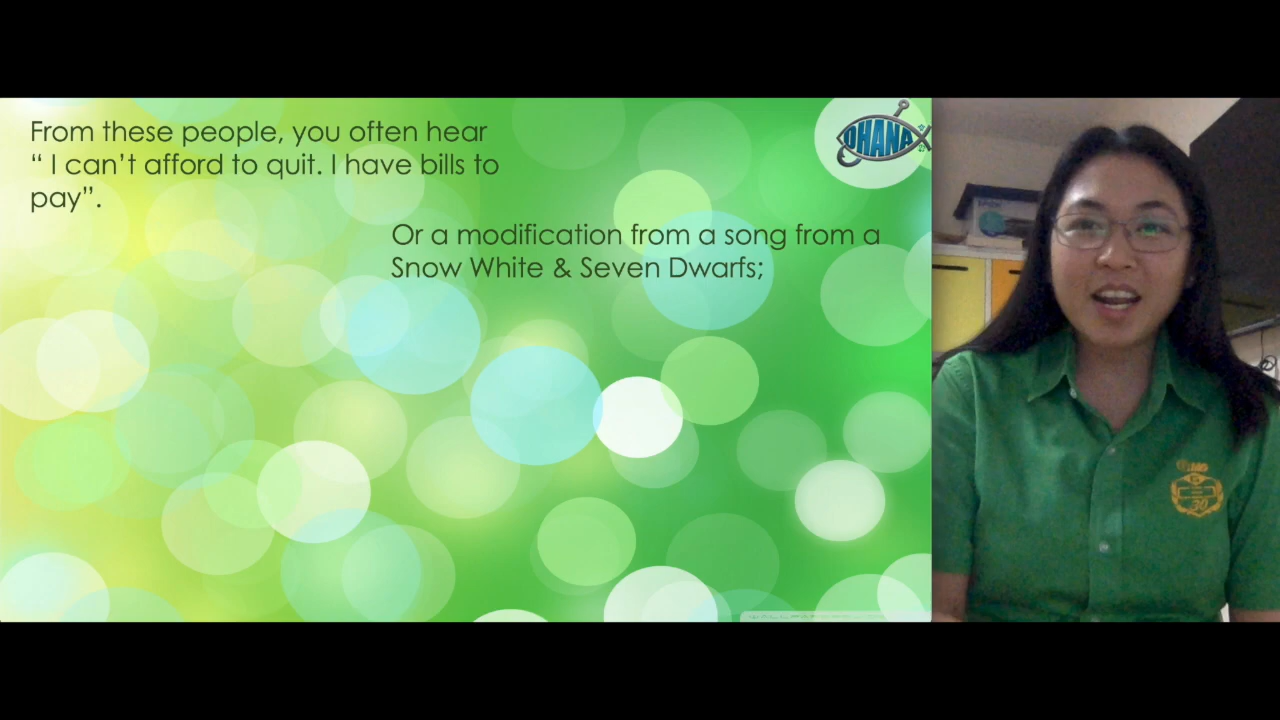 From these people, you often hear
“ I can’t afford to quit. I have bills to
pay”.
Or a modification from a song from a
Snow White & Seven Dwarfs;
OHANA
30